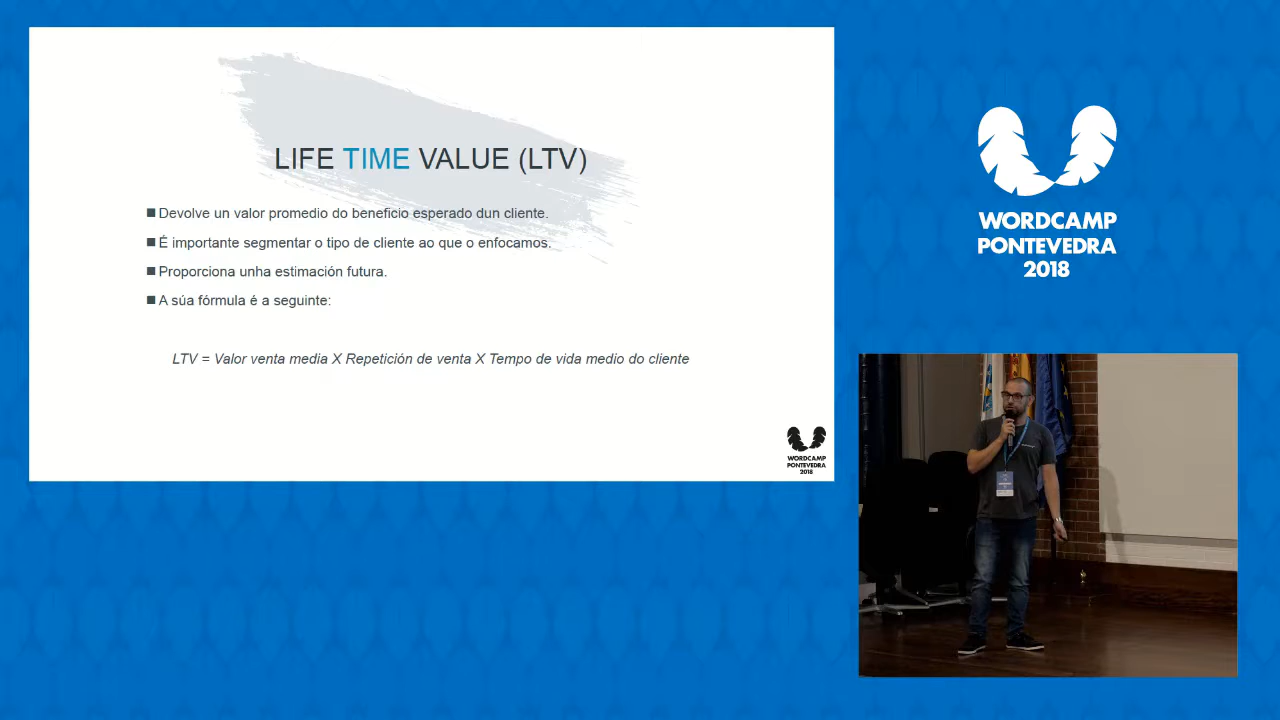 LIFE TIME VALUE (LTV)
Devolve un valor promedio do beneficio esperado dun cliente.
É importante segmentar o tipo de cliente ao que o enfocamos.
Proporciona unha estimación futura.
A súa fórmula é a seguinte:
LTV = Valor venta media X Repetición de venta X Tempo de vida medio do cliente
WORDCAMP
PONTEVEDRA
2018
WORDCAMP
PONTEVEDRA
2018